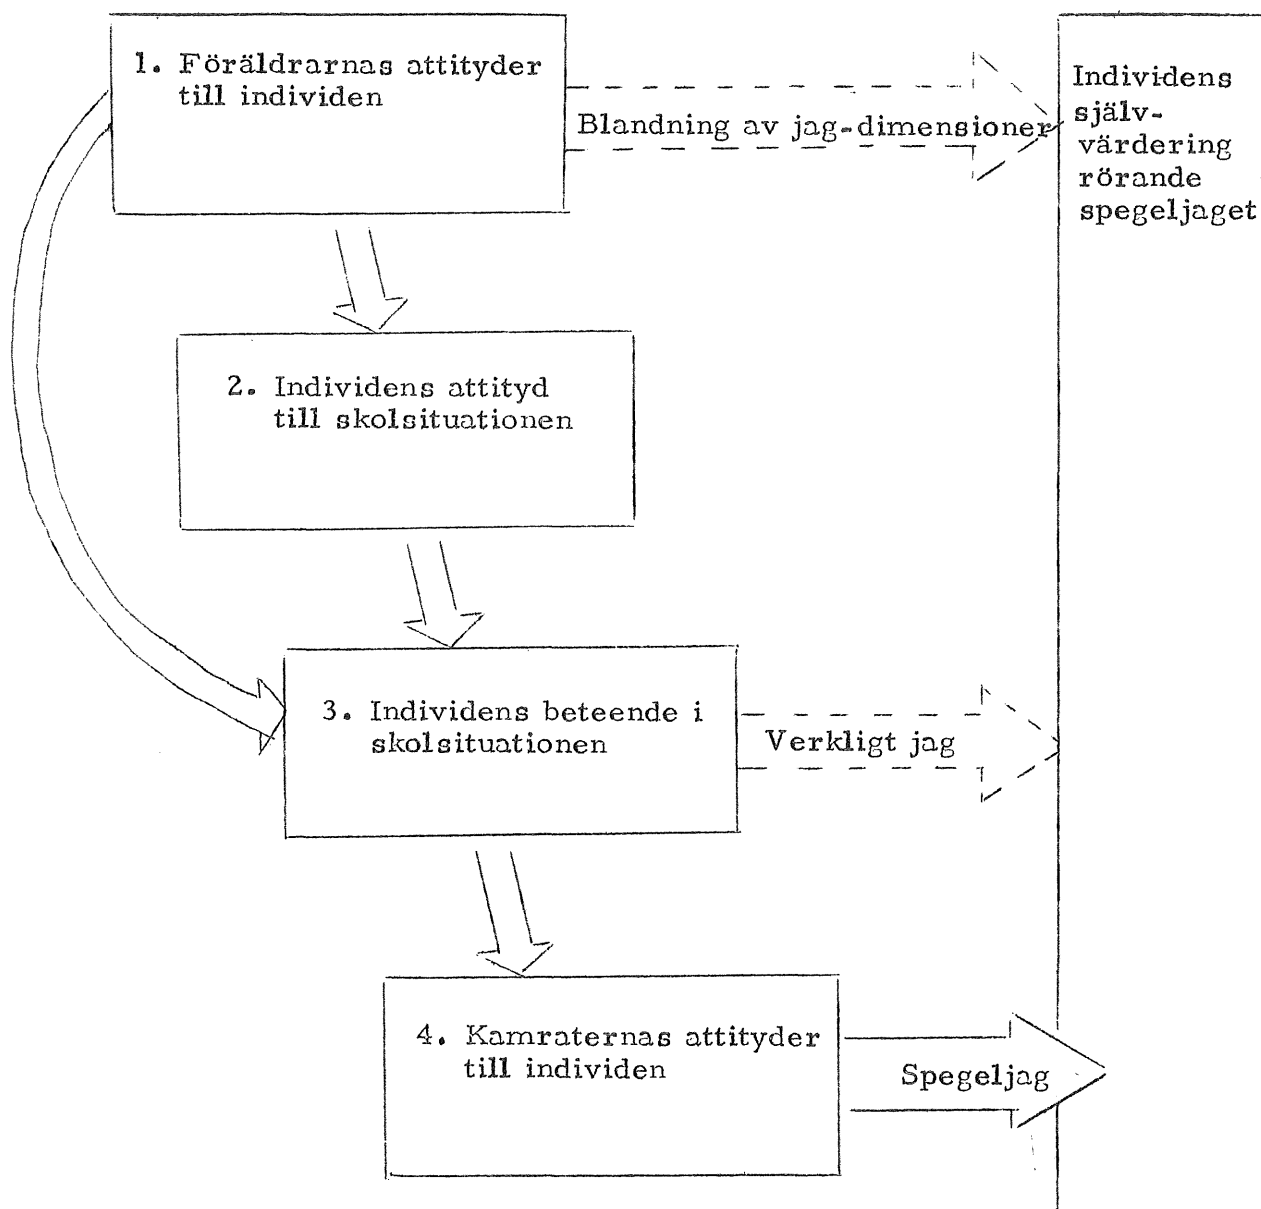 1. Föräldrarnas attityder
till individen
Blandning av jag-dimensioner
Individens
själv-
värdering
rörande
spegeljaget
2. Individens attityd
till skolsituationen
3. Individens beteende i
skolsituationen
Verkligt jag
4. Kamraternas attityder
till individen
Spegeljag